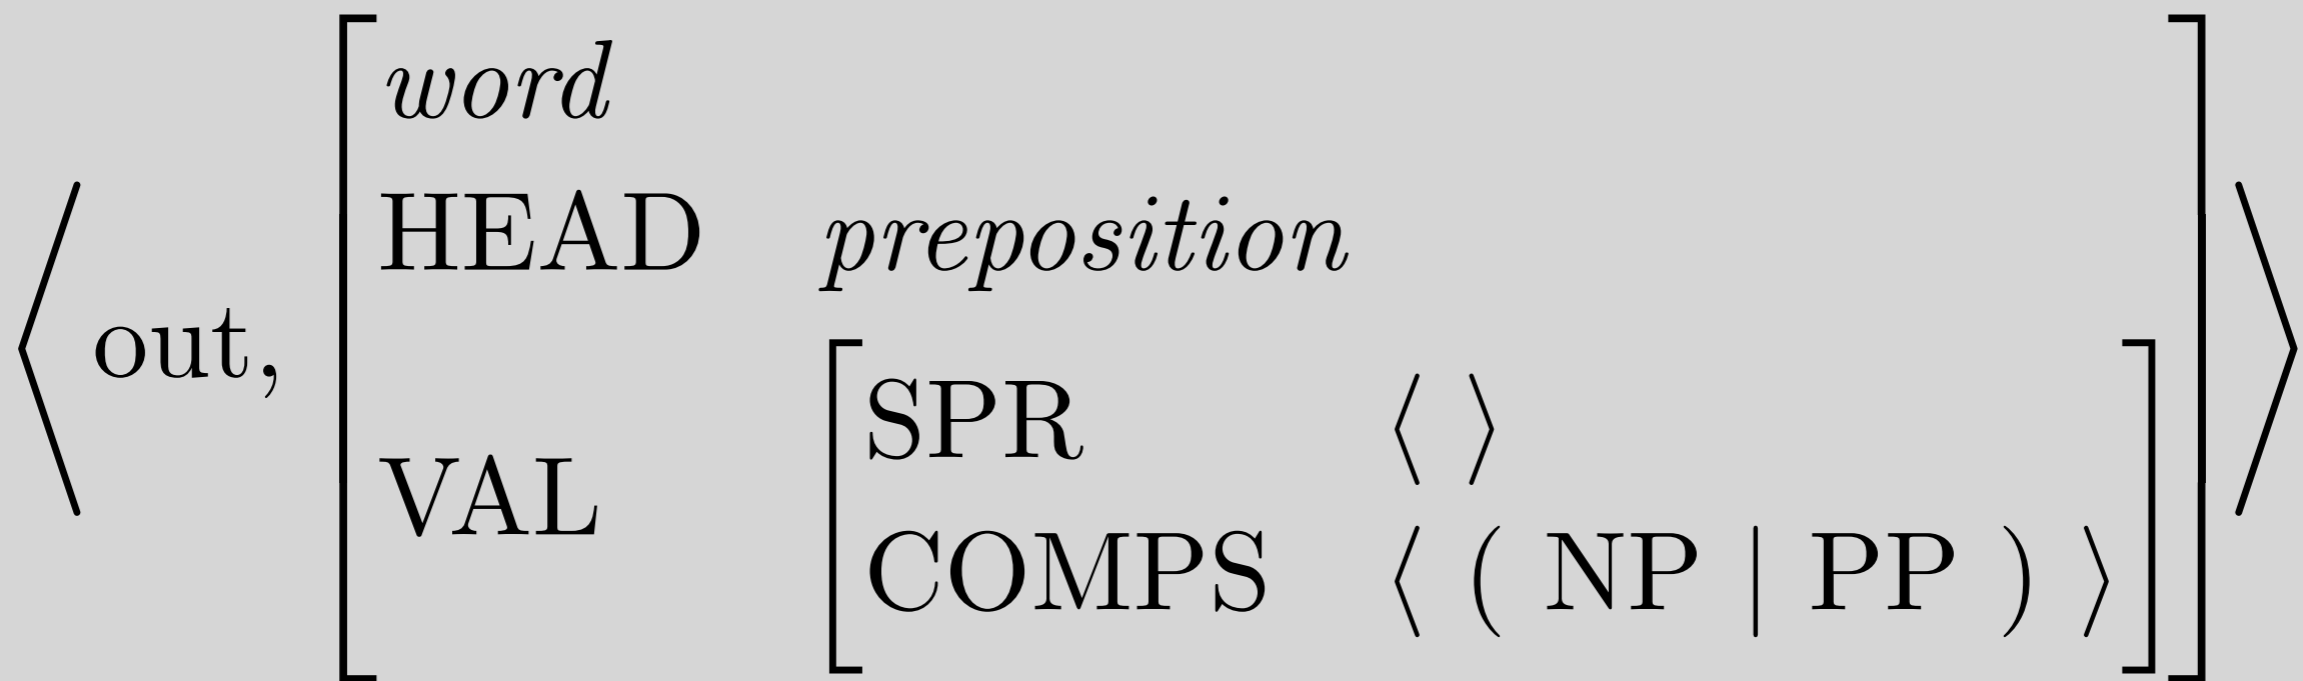 word
HEAD preposition
⟨ out,
SPR ⟨ ⟩
VAL
COMPS ⟨ ( NP | PP ) ⟩